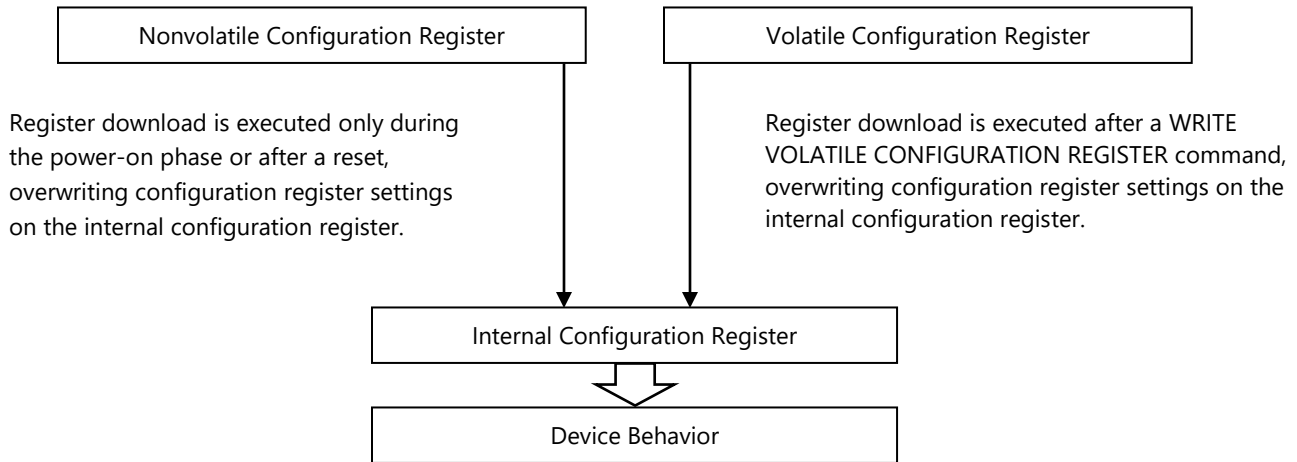 Nonvolatile Configuration Register
Volatile Configuration Register
Register download is executed only during
the power-on phase or after a reset,
overwriting configuration register settings
on the internal configuration register.
Register download is executed after a WRITE
VOLATILE CONFIGURATION REGISTER command,
overwriting configuration register settings on the
internal configuration register.
Internal Configuration Register
Device Behavior